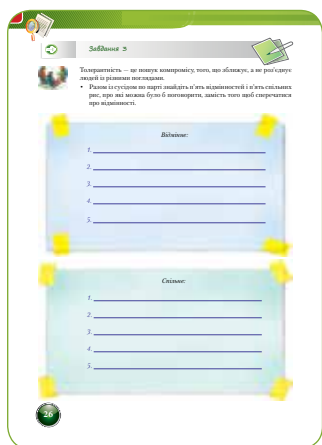 Завдання 3
Толерантність — це пошук компромісу, того, що зближує, а не роз'єднує
людей із різними поглядами.
• Разом із сусідом по парті знайдіть п'ять відмінностей і п'ять спільних
рис, про які можна було б поговорити, замість того щоб сперечатися
про відмінності.
Відмінне:
1.
2.
3.
4.
5.
Спільне:
1.
2.
3.
4.
5.
26